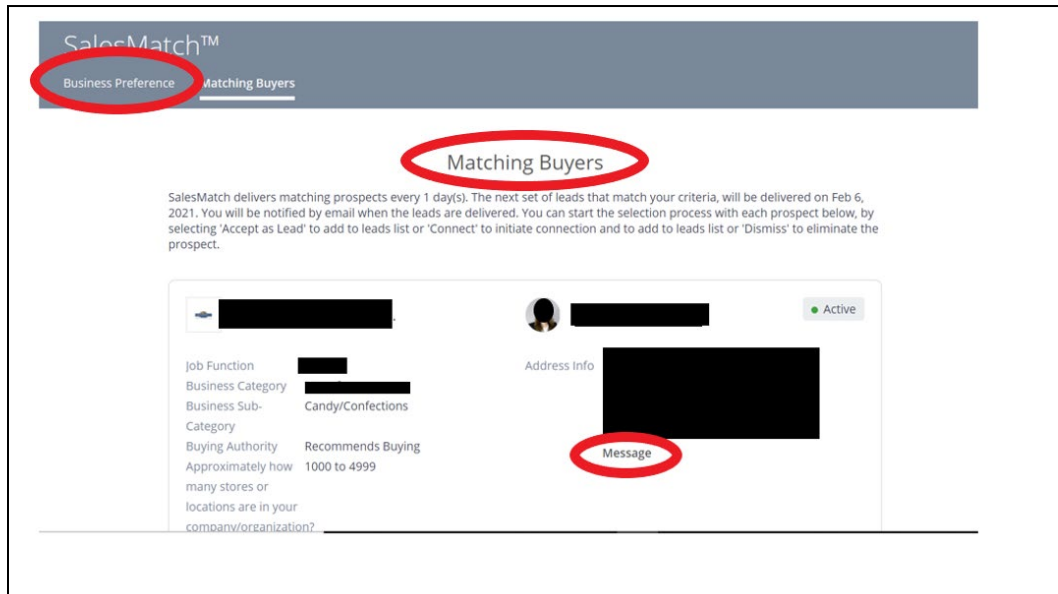 SalesMatch™
Business Preference Matching Buyers
Matching Buyers
SalesMatch delivers matching prospects every 1 day(s). The next set of leads that match your criteria, will be delivered on Feb 6,
2021. You will be notified by email when the leads are delivered. You can start the selection process with each prospect below, by
selecting 'Accept as Lead' to add to leads list or 'Connect' to initiate connection and to add to leads list or 'Dismiss' to eliminate the
prospect.
Active
Job Function
Address Info
Business Category
Business Sub- Candy/Confections
Category
Buying Authority Recommends Buying
Message
Approximately how 1000 to 4999
many stores or
locations are in your
company/organization?